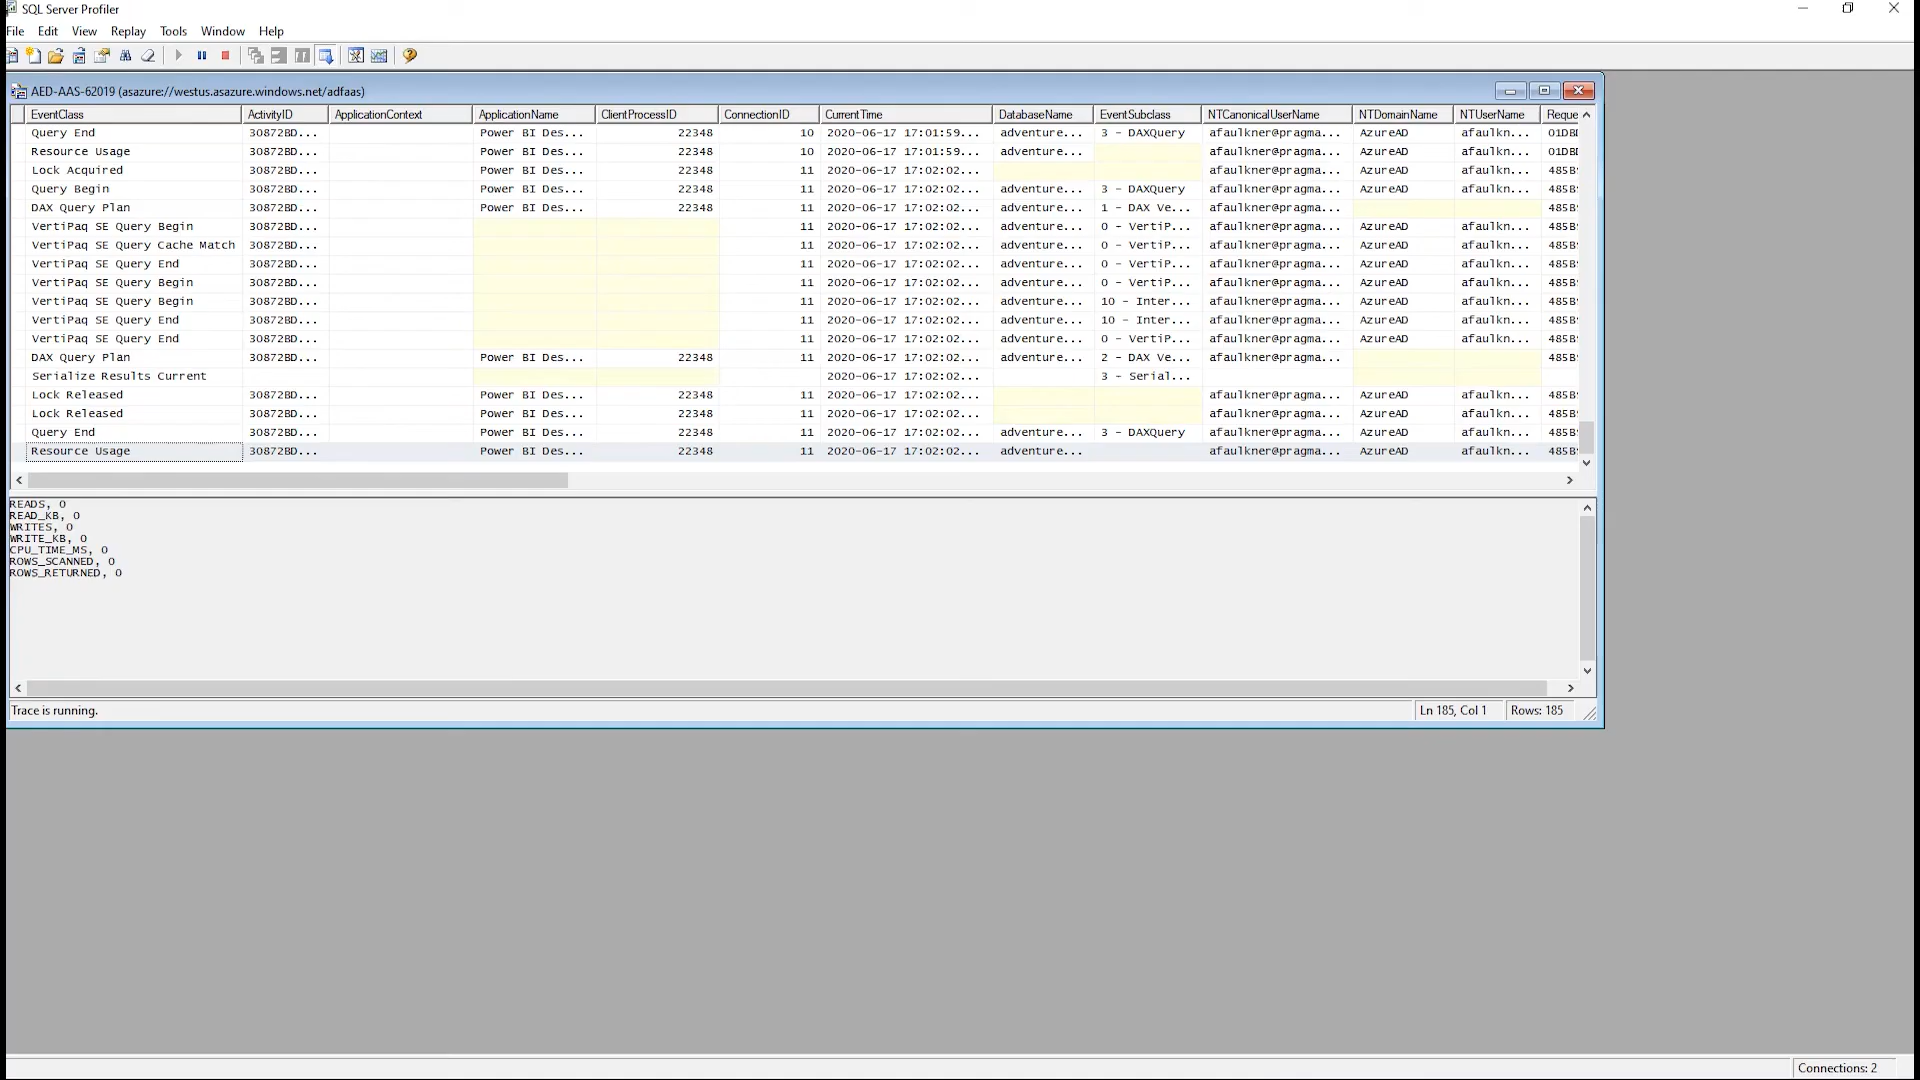 SQL Server Profiler
File Edit View Replay Tools Window Help
AED-AAS-62019 (asazure://westus.asazure.windows.net/adfaas)
EventClass ActivityID ApplicationContext ApplicationName ClientProcessID ConnectionID CurrentTime DatabaseName EventSubclass NTCanonicalUserName NTDomainName NTUserName Reque
Query End 30872BD... Power BI Des... 22348 10 2020-06-17 17:01:59... adventure... 3 - DAXQuery afaulkner@pragma... AzureAD afaulkn... 01DBD
Resource Usage 30872BD... Power BI Des... 22348 10 2020-06-17 17:01:59... adventure... afaulkner@pragma... AzureAD afaulkn... 01DBD
Lock Acquired 30872BD... Power BI Des... 22348 11 2020-06-17 17:02:02... afaulkner@pragma... AzureAD afaulkn... 485B
Query Begin 30872BD... Power BI Des... 22348 11 2020-06-17 17:02:02... adventure... 3 - DAXQuery afaulkner@pragma... AzureAD afaulkn... 485B
DAX Query Plan 30872BD... Power BI Des... 22348 11 2020-06-17 17:02:02... adventure... 1 - DAX Ve... afaulkner@pragma... 485B
VertiPaq SE Query Begin 30872BD... 11 2020-06-17 17:02:02... adventure... 0 - VertiP... afaulkner@pragma... AzureAD afaulkn... 485B
VertiPaq SE Query Cache Match 30872BD... 11 2020-06-17 17:02:02... adventure... 0 - VertiP... afaulkner@pragma... AzureAD afaulkn... 485B
VertiPaq SE Query End 30872BD... 11 2020-06-17 17:02:02... adventure... 0 - VertiP... afaulkner@pragma... AzureAD afaulkn... 485B
VertiPaq SE Query Begin 30872BD... 11 2020-06-17 17:02:02... adventure... 0 - VertiP... afaulkner@pragma... AzureAD afaulkn... 485B
VertiPaq SE Query Begin 30872BD... 11 2020-06-17 17:02:02... adventure... 10 - Inter... afaulkner@pragma... AzureAD afaulkn... 485B
VertiPaq SE Query End 30872BD... 11 2020-06-17 17:02:02... adventure... 10 - Inter... afaulkner@pragma... AzureAD afaulkn... 485B
VertiPaq SE Query End 30872BD... 11 2020-06-17 17:02:02... adventure... 0 - VertiP... afaulkner@pragma... AzureAD afaulkn... 485B
DAX Query Plan 30872BD... Power BI Des... 22348 11 2020-06-17 17:02:02... adventure... 2 - DAX Ve... afaulkner@pragma... 485B
Serialize Results Current 2020-06-17 17:02:02... 3 - Serial...
Lock Released 30872BD... Power BI Des... 22348 11 2020-06-17 17:02:02... afaulkner@pragma... AzureAD afaulkn... 485B
Lock Released 30872BD... Power BI Des... 22348 11 2020-06-17 17:02:02... afaulkner@pragma... AzureAD afaulkn... 485B
Query End 30872BD... Power BI Des... 22348 11 2020-06-17 17:02:02... adventure... 3 - DAXQuery afaulkner@pragma... AzureAD afaulkn... 485B
Resource Usage 30872BD... Power BI Des... 22348 11 2020-06-17 17:02:02... adventure... afaulkner@pragma... AzureAD afaulkn... 485B
READS, 0
READ_KB, 0
WRITES, 0
WRITE_KB, 0
CPU_TIME_MS, 0
ROWS_SCANNED, 0
ROWS_RETURNED, 0
Trace is running. Ln 185, Col 1 Rows: 185
Connections: 2